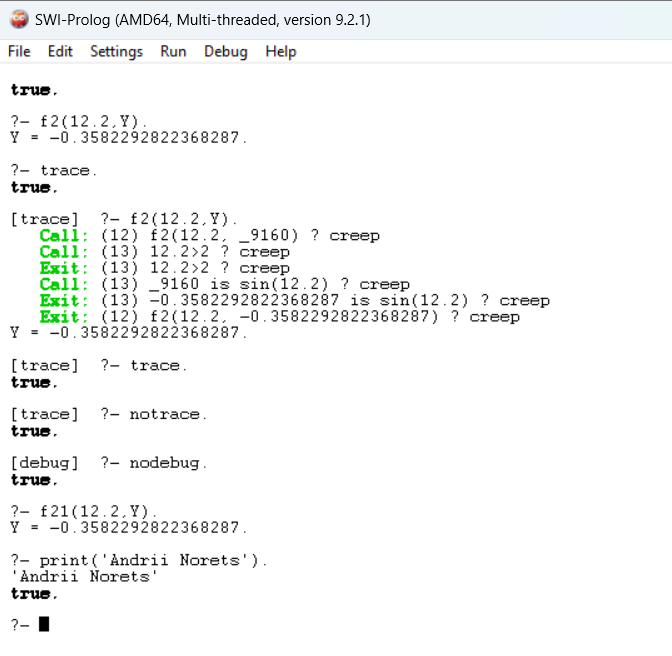 SWI-Prolog (AMD64, Multi-threaded, version 9.2.1)
File Edit Settings Run Debug Help
true.
?- f2(12.2,Y).
Y = -0.3582292822368287.
?- trace.
true.
[trace]  ?- f2(12.2,Y).
   Call: (12) f2(12.2, _9160) ? creep
   Call: (13) 12.2>2 ? creep
   Exit: (13) 12.2>2 ? creep
   Call: (13) _9160 is sin(12.2) ? creep
   Exit: (13) -0.3582292822368287 is sin(12.2) ? creep
   Exit: (12) f2(12.2, -0.3582292822368287) ? creep
Y = -0.3582292822368287.
[trace]  ?- trace.
true.
[trace]  ?- notrace.
true.
[debug]  ?- nodebug.
true.
?- f21(12.2,Y).
Y = -0.3582292822368287.
?- print('Andrii Norets').
'Andrii Norets'
true.
?-